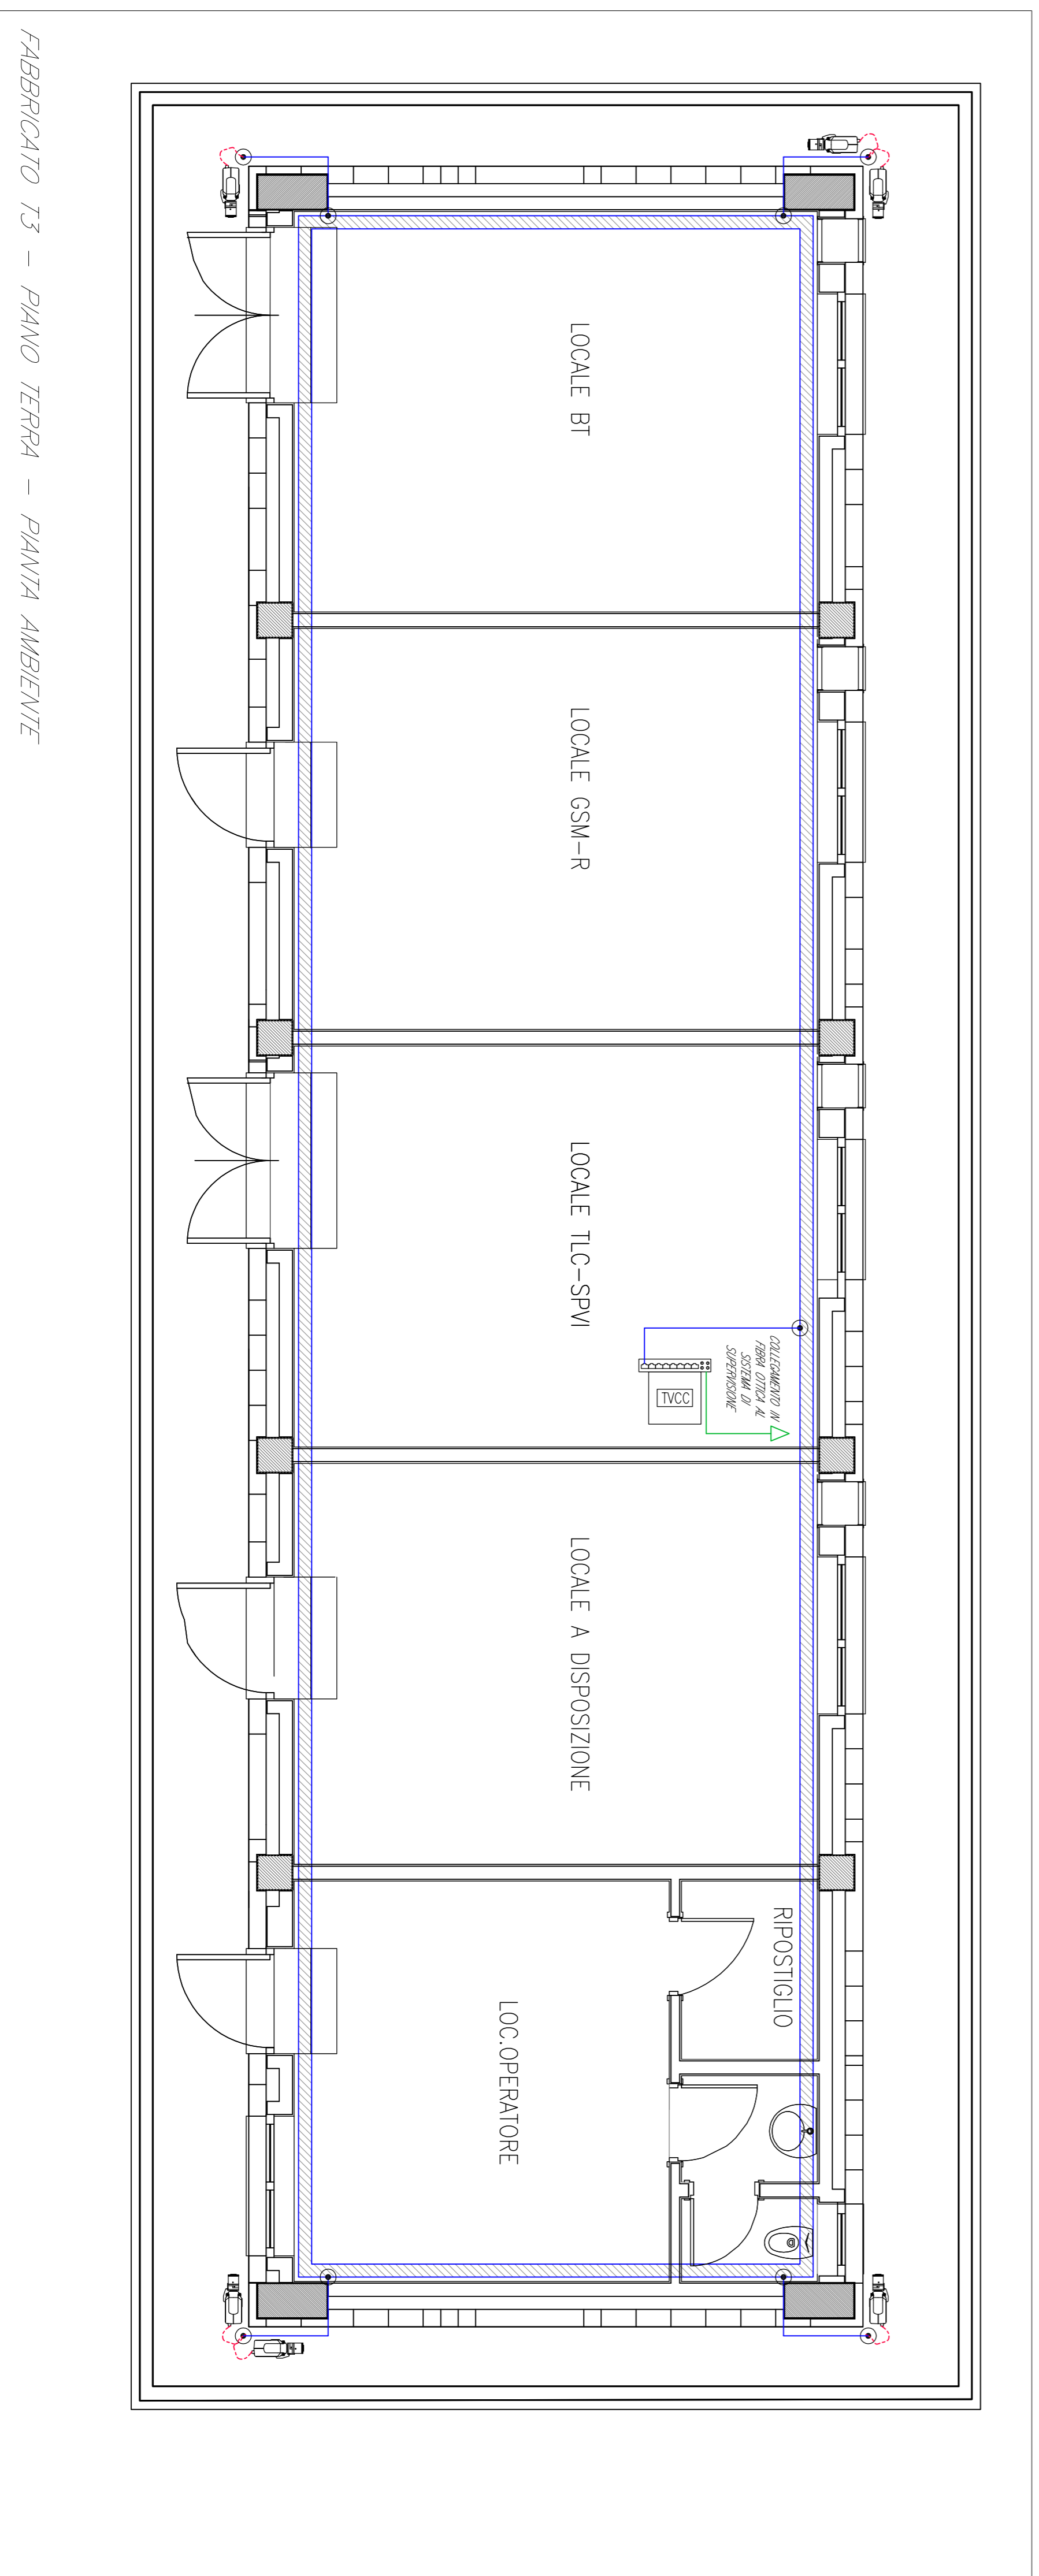 LOCALE BT
LOCALE GSM-R
LOCALE TLC-SPVI
COLLEGAMENTO IN
FIBRA OTTICA AL
SISTEMA DI
SUPERVISIONE
TVCC
LOCALE A DISPOSIZIONE
RIPOSTIGLIO
LOC.OPERATORE
FABBRICATO T3 - PIANO TERRA - PIANTA AMBIENTE